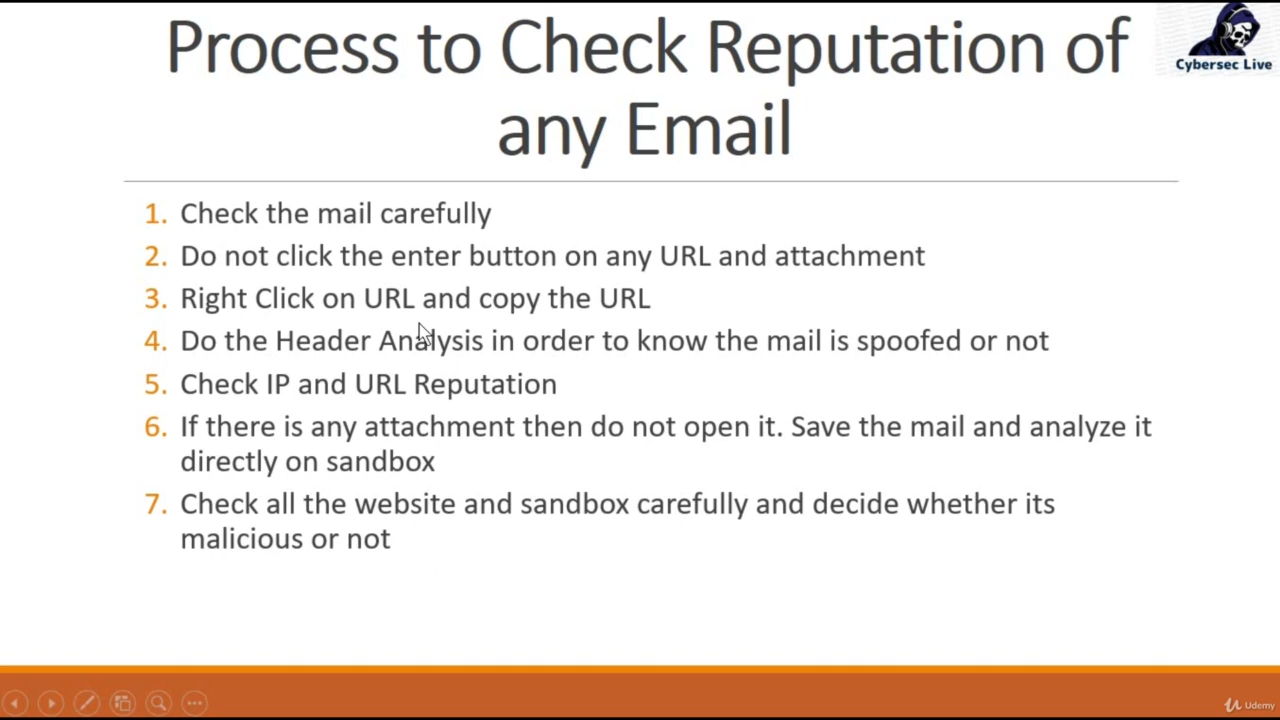 Process to Check Reputation of
any Email
Cybersec Live
1. Check the mail carefully
2. Do not click the enter button on any URL and attachment
3. Right Click on URL and copy the URL
4. Do the Header Analysis in order to know the mail is spoofed or not
5. Check IP and URL Reputation
6. If there is any attachment then do not open it. Save the mail and analyze it
directly on sandbox
7. Check all the website and sandbox carefully and decide whether its
malicious or not
Udemy